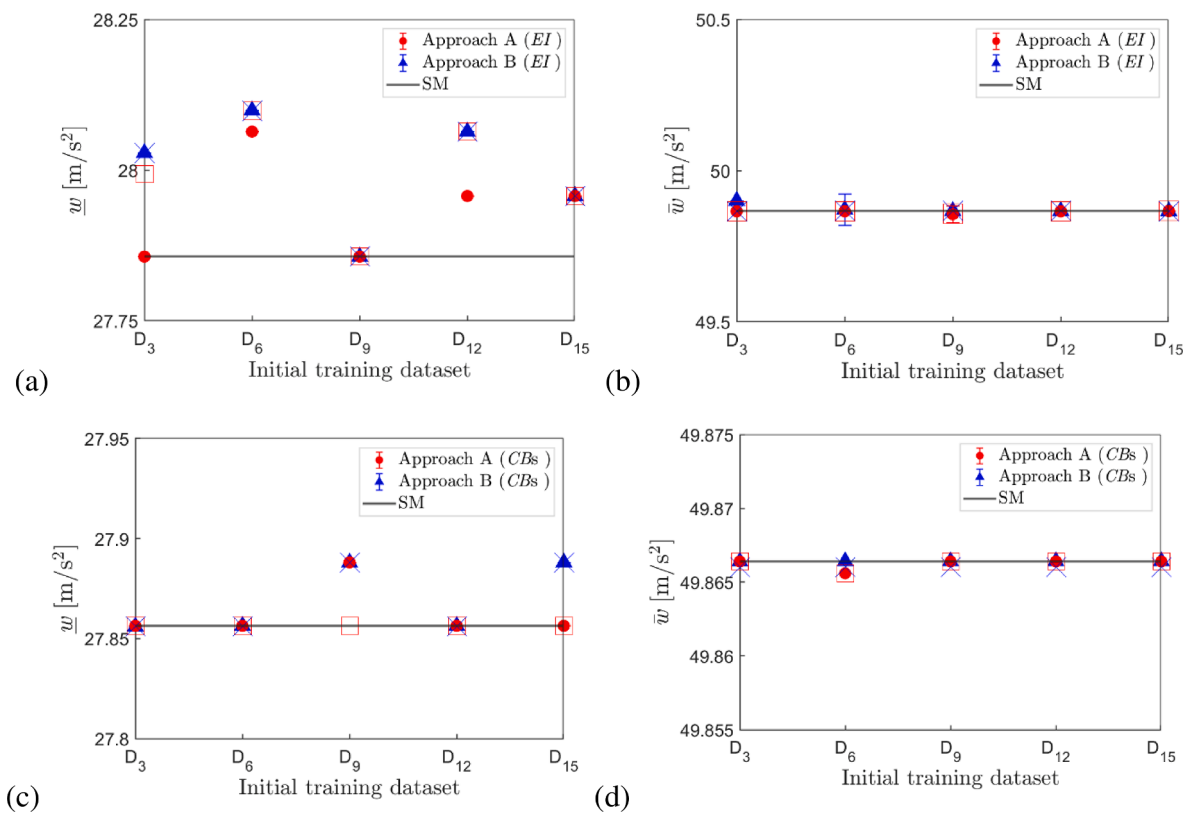 28.25
28
27.75
w [m/s²]
Approach A (EI )
Approach B (EI )
SM
D3
D6
D9
D12
D15
Initial training dataset
(a)
50.5
50
49.5
w̄ [m/s²]
Approach A (EI )
Approach B (EI )
SM
D3
D6
D9
D12
D15
Initial training dataset
(b)
27.95
27.9
27.85
27.8
w [m/s²]
Approach A (CBs )
Approach B (CBs )
SM
D3
D6
D9
D12
D15
Initial training dataset
(c)
49.875
49.87
49.865
49.86
49.855
w̄ [m/s²]
Approach A (CBs )
Approach B (CBs )
SM
D3
D6
D9
D12
D15
Initial training dataset
(d)